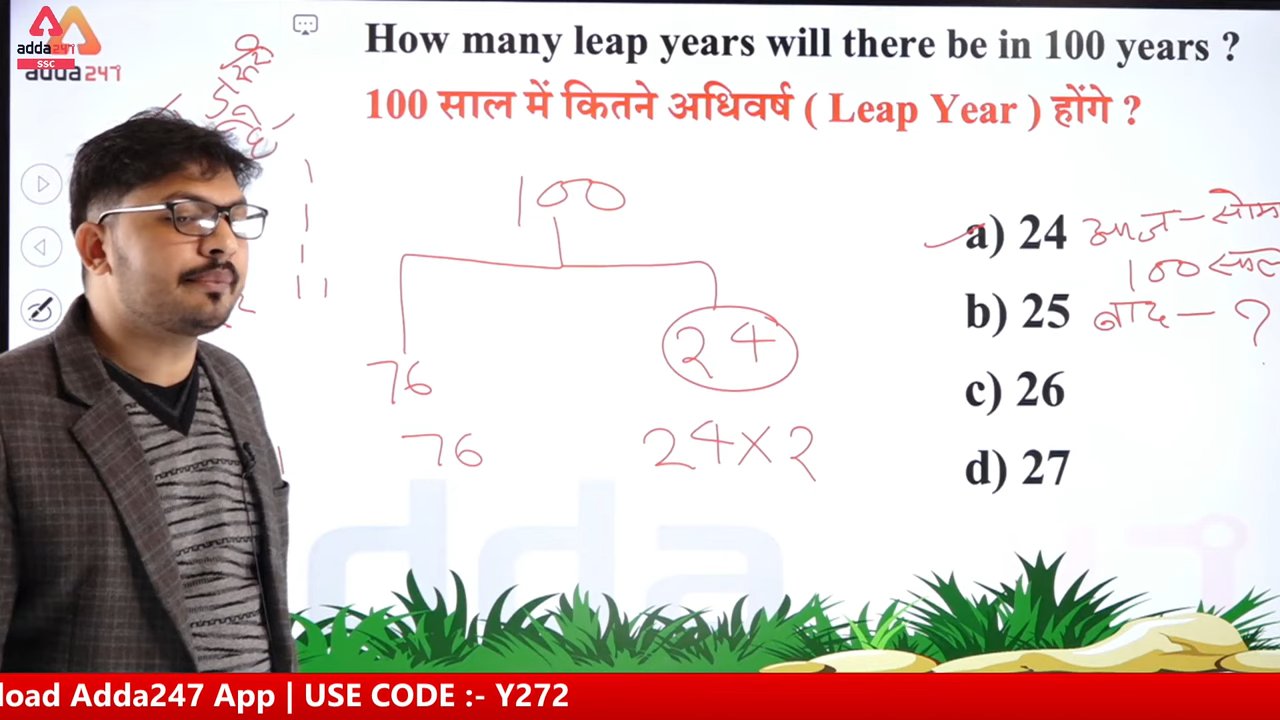 adda247
SSC
adda247
How many leap years will there be in 100 years ?
100 साल में कितने अधिवर्ष ( Leap Year ) होंगे ?
100
76
24
76
24×2
a) 24
b) 25
c) 26
d) 27
आज - सोम
100 साल
बाद - ?
load Adda247 App | USE CODE :- Y272